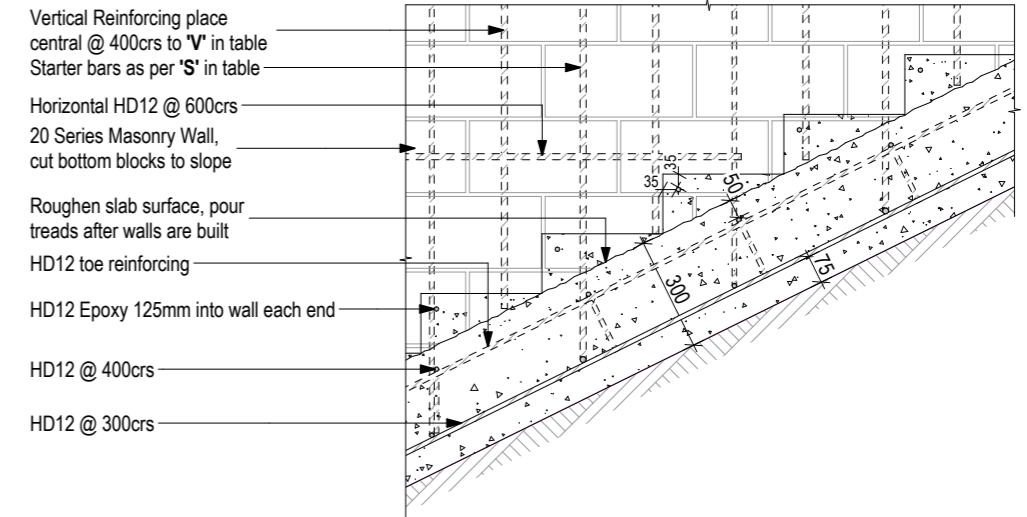 Vertical Reinforcing place
central @ 400crs to 'V' in table
Starter bars as per 'S' in table
Horizontal HD12 @ 600crs
20 Series Masonry Wall,
cut bottom blocks to slope
Roughen slab surface, pour
treads after walls are built
HD12 toe reinforcing
HD12 Epoxy 125mm into wall each end
HD12 @ 400crs
HD12 @ 300crs
35
35
50
300
75